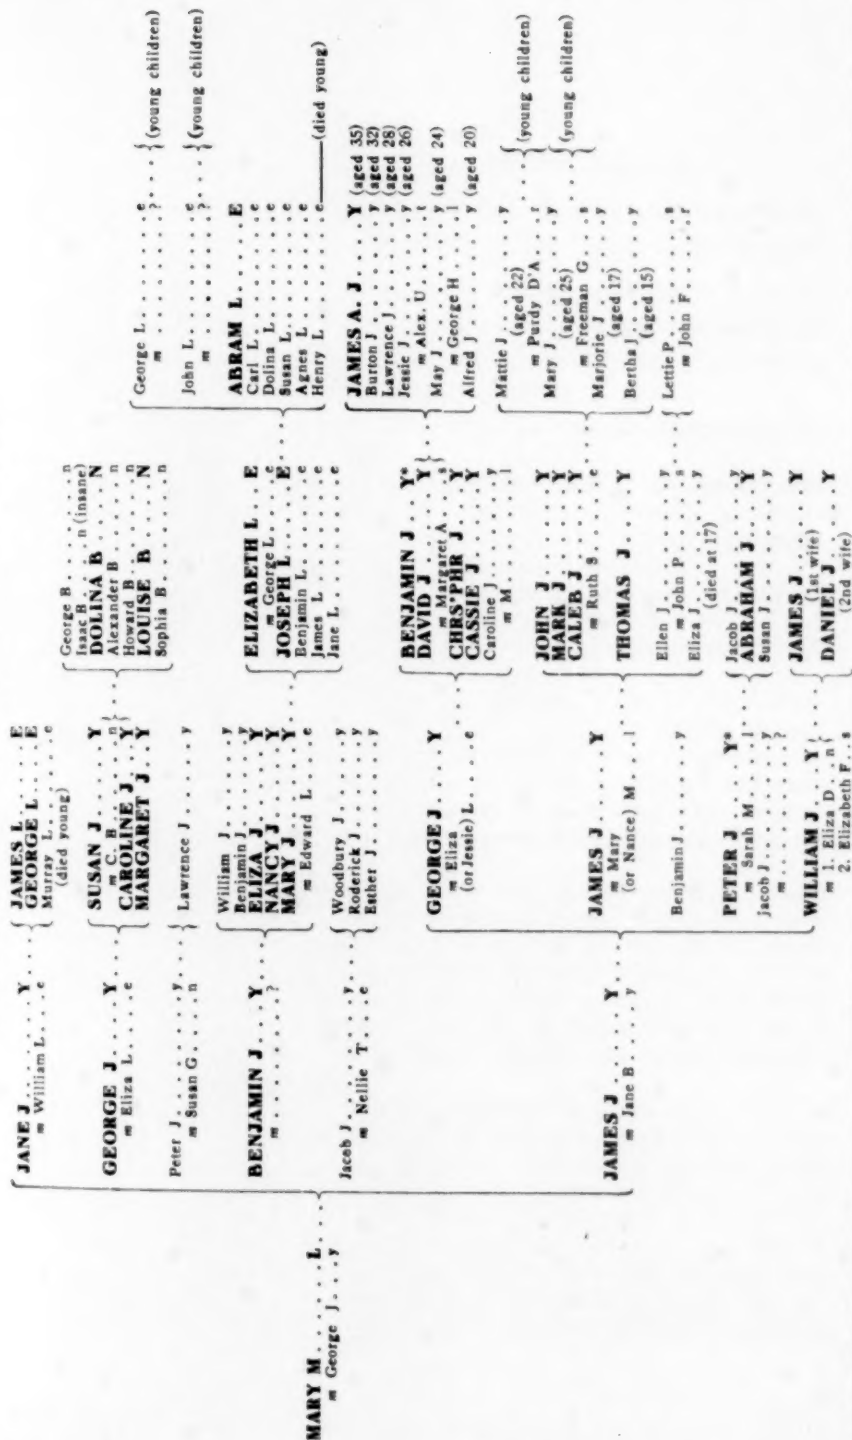 MARY M.......L
m George J....y
JANE J........Y
m William L....e
GEORGE J.....Y
m Eliza L.....e
Peter J........y
m Susan G....n
BENJAMIN J...Y
m........?
Jacob J........y
m Nellie T....e
JAMES J......Y
m Jane B......y
JAMES L......E
GEORGE L.....E
Murray L......e
(died young)
SUSAN J......Y
m C. B......n
CAROLINE J...Y
MARGARET J..Y
Lawrence J......y
William J......y
Benjamin J......y
ELIZA J......Y
NANCY J......Y
MARY J.......Y
m Edward L....e
Woodbury J......y
Roderick J......y
Esther J........y
GEORGE J.....Y
m Eliza
(or Jessie) L.....e
JAMES J......Y
m Mary
(or Nance) M....l
Benjamin J......y
PETER J......Y*
m Sarah M.....l
Jacob J........y
m........?
WILLIAM J....Y
m 1. Eliza D...n
2. Elizabeth F..s
George B........n
Isaac B.....n (insane)
DOLINA B.....N
Alexander B.....n
Howard B........n
LOUISE B.....N
Sophia B........n
ELIZABETH L...E
m George L.....e
JOSEPH L.....E
Benjamin L......e
James L........e
Jane L.........e
BENJAMIN J...Y*
DAVID J......Y
m Margaret A...s
CHRS'PHR J...Y
CASSIE J.....Y
Caroline J......y
m M.......l
JOHN J.......Y
MARK J.......Y
CALEB J......Y
m Ruth S......e
THOMAS J.....Y
Ellen J........y
m John P......s
Eliza J........y
(died at 17)
Jacob J........y
ABRAHAM J....Y
Susan J........y
JAMES J......Y
(1st wife)
DANIEL J.....Y
(2nd wife)
George L........e
m........? ...(young children)
John L.........e
m........? ...(young children)
ABRAM L......E
Carl L.........e
Dolina L........e
Susan L........e
Agnes L........e
Henry L........e (died young)
JAMES A. J....Y (aged 35)
Burton J........y (aged 32)
Lawrence J......y (aged 28)
Jessie J........y (aged 26)
m Alex. U......t
May J..........y (aged 24)
m George H.....l
Alfred J........y (aged 20)
Mattie J........y
(aged 22)
m Purdy D'A....r ...(young children)
Mary J.........y
(aged 25) ...(young children)
m Freeman G....s
Marjorie J......y
(aged 17)
Bertha J........y
(aged 15)
Lettie P........s
m John F.......r